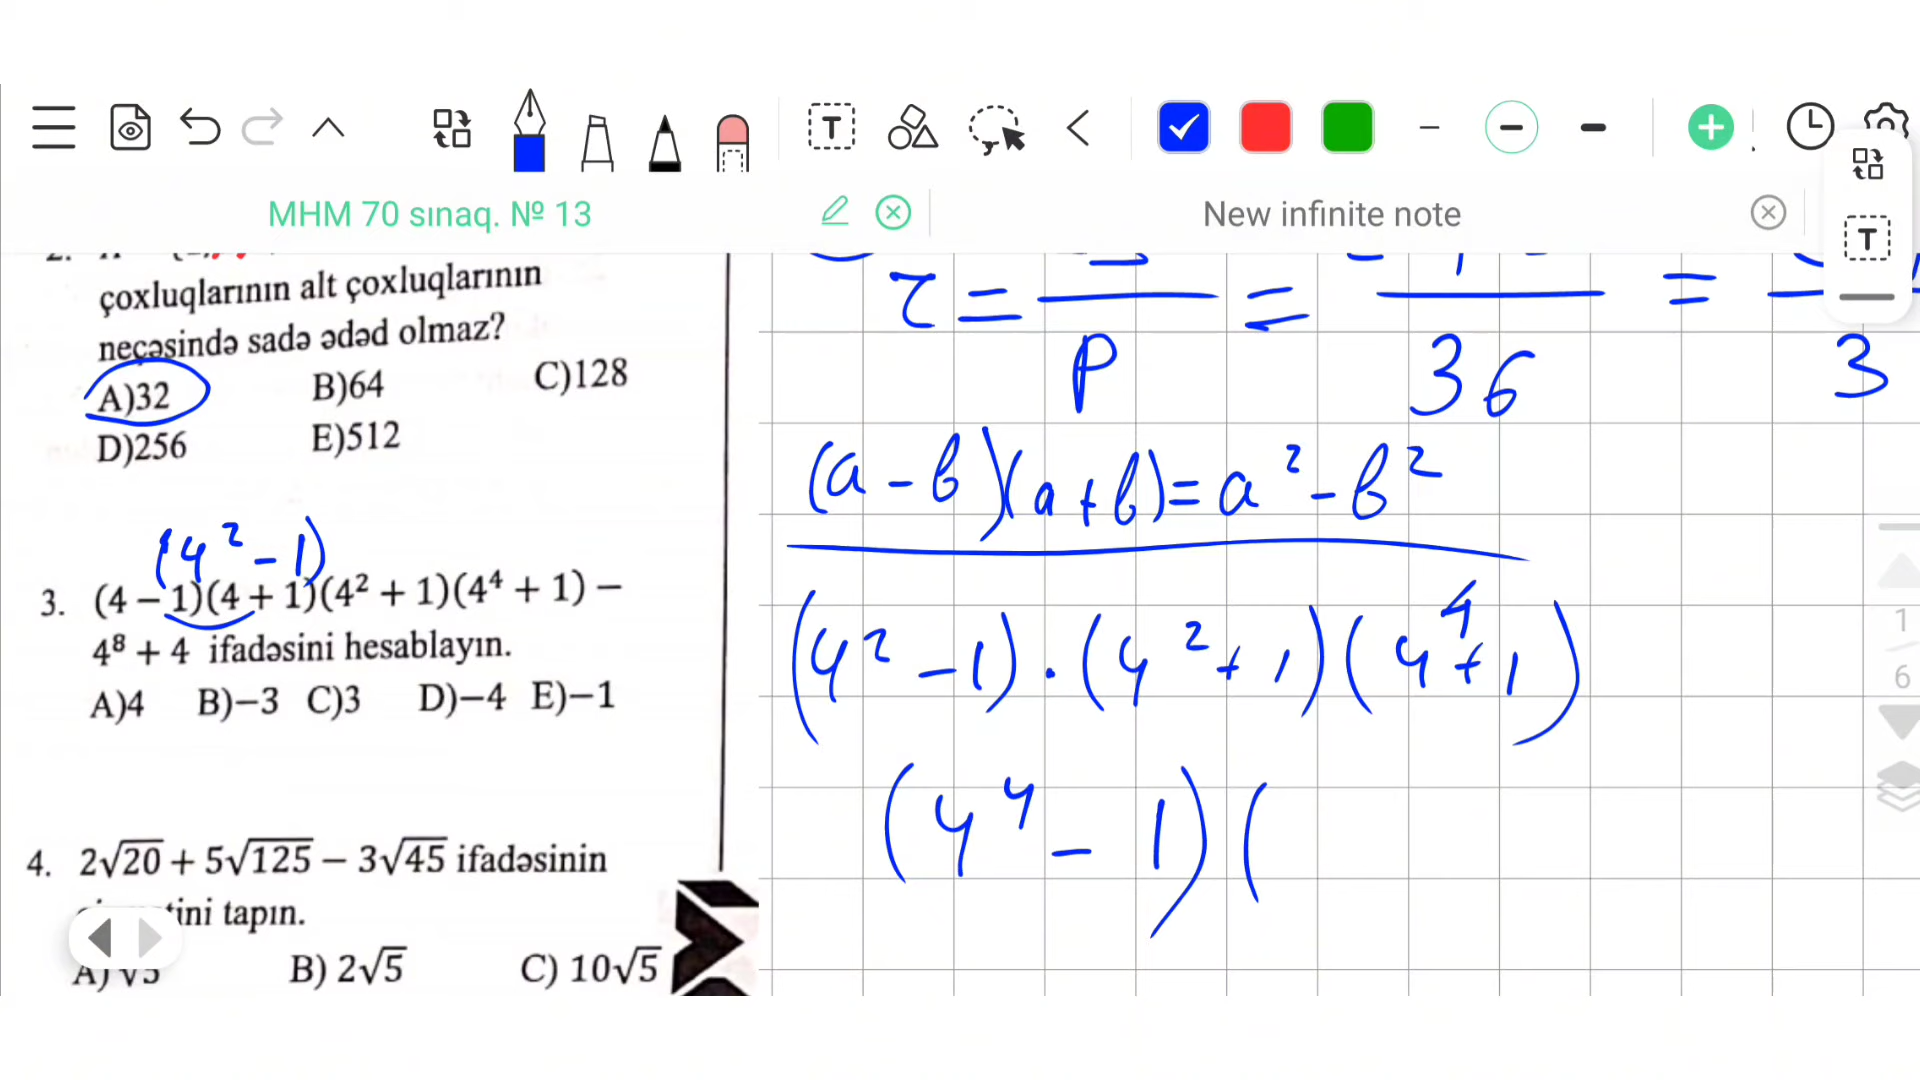 T
MHM 70 sınaq. № 13
New infinite note
T
çoxluqlarının alt çoxluqlarının
neçəsində sadə ədəd olmaz?
A)32 B)64 C)128
D)256 E)512
(4² - 1)
3. (4 − 1)(4 + 1)(4² + 1)(4⁴ + 1) −
4⁸ + 4 ifadəsini hesablayın.
A)4 B)−3 C)3 D)−4 E)−1
4. 2√20 + 5√125 − 3√45 ifadəsinin
tini tapın.
A) √5 B) 2√5 C) 10√5
= = =
P 36 3
(a - b)(a + b) = a² - b²
(4² - 1) · (4² + 1)(4⁴ + 1)
(4⁴ - 1)(
1
6